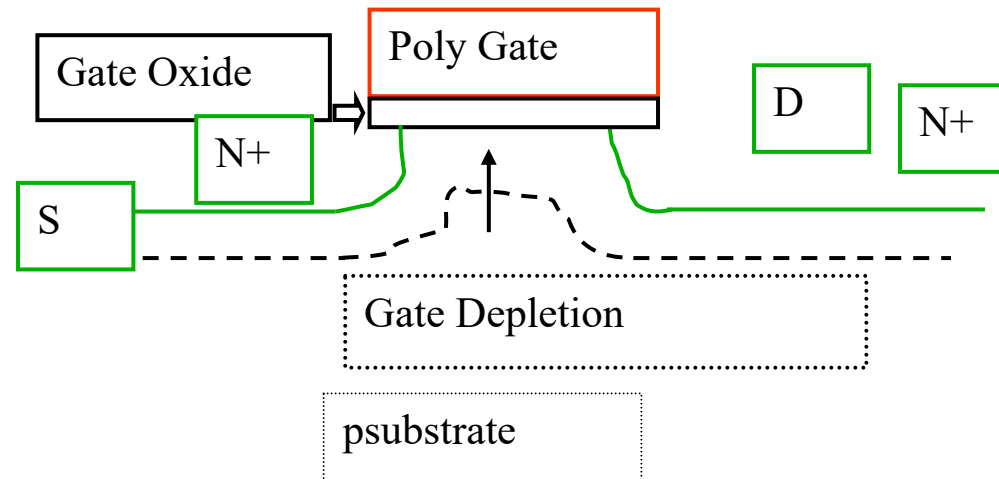 Gate Oxide
Poly Gate
D
N+
N+
S
Gate Depletion
psubstrate